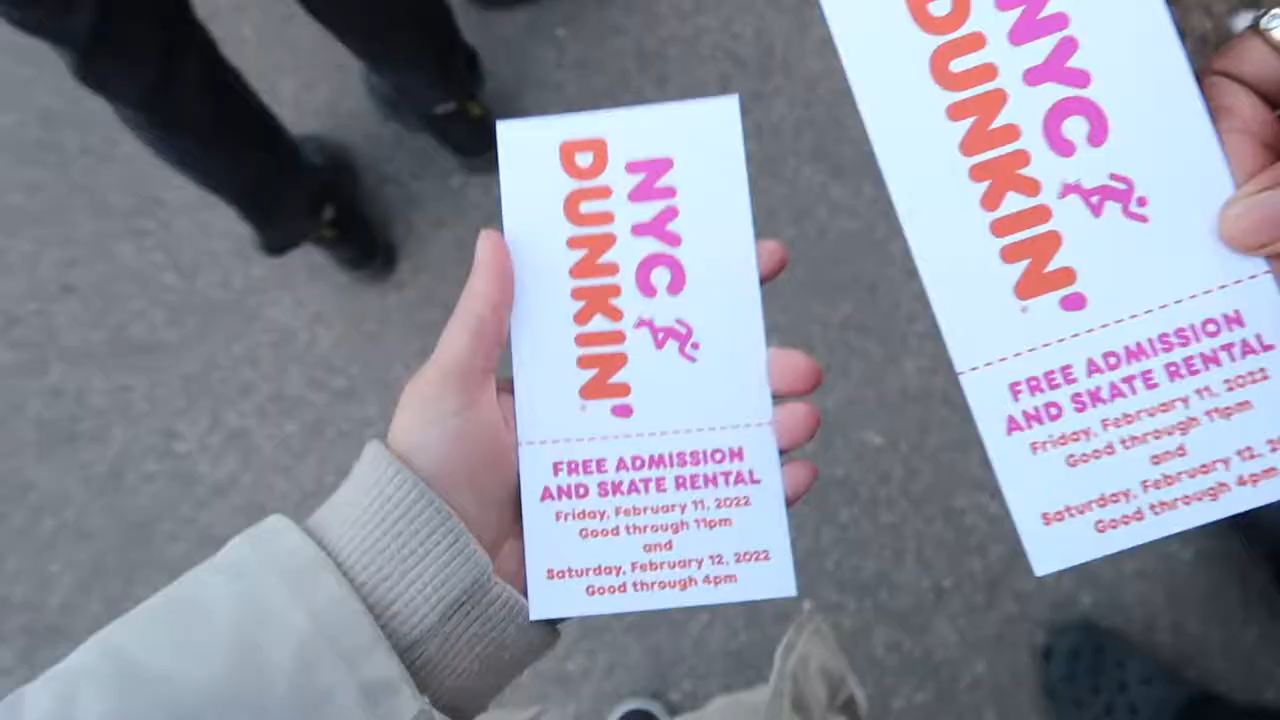 NYC
DUNKIN'
FREE ADMISSION
AND SKATE RENTAL
Friday, February 11, 2022
Good through 11pm
and
Saturday, February 12, 2022
Good through 4pm
NYC
DUNKIN'
FREE ADMISSION
AND SKATE RENTAL
Friday, February 11, 2022
Good through 11pm
and
Saturday, February 12,
Good through 4pm